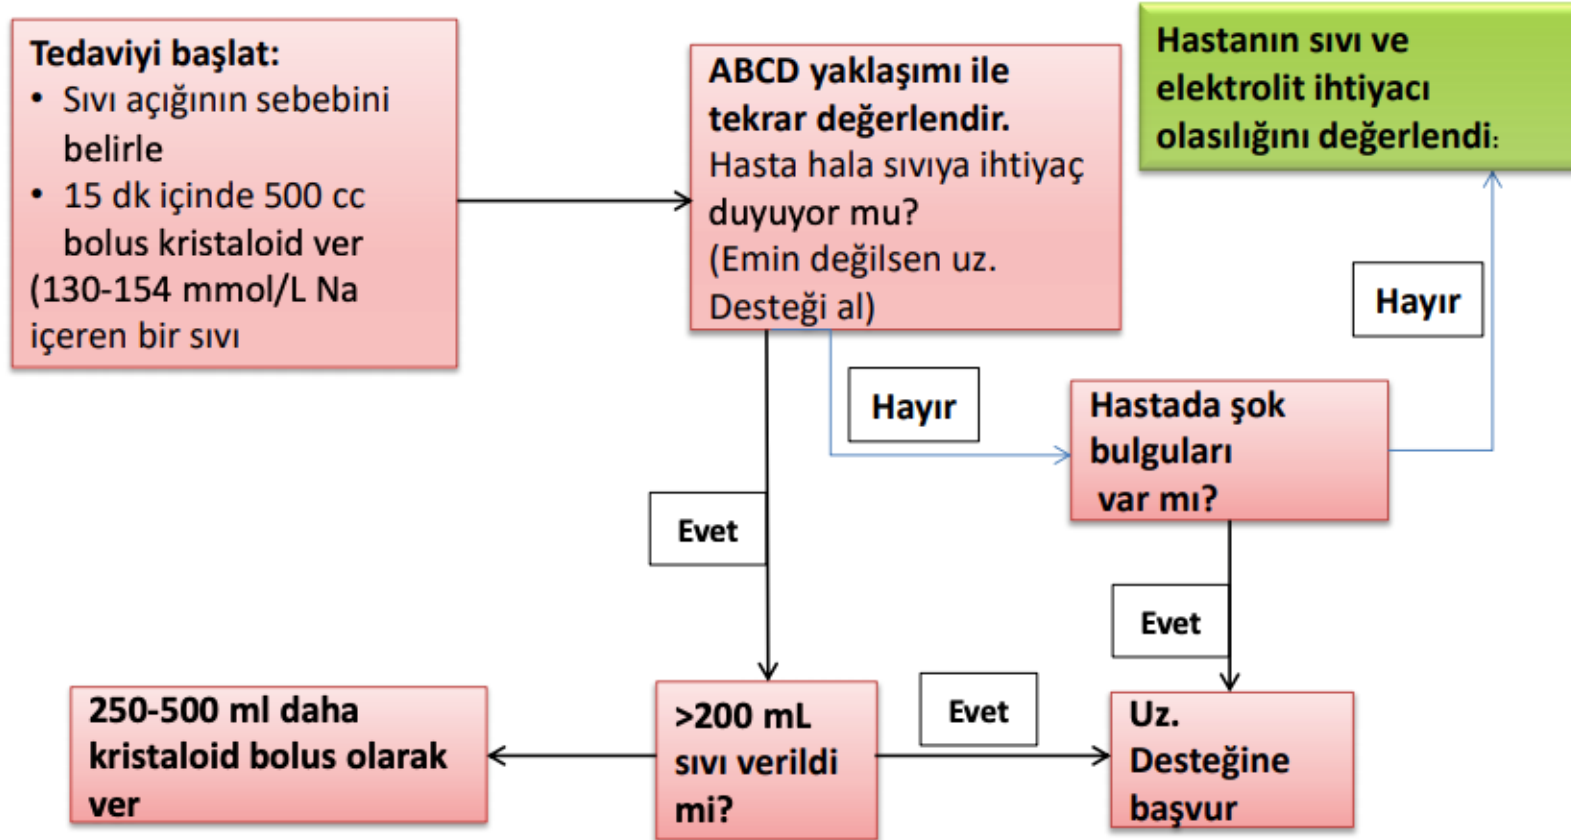 Tedaviyi başlat:
• Sıvı açığının sebebini
belirle
• 15 dk içinde 500 cc
bolus kristaloid ver
(130-154 mmol/L Na
içeren bir sıvı
ABCD yaklaşımı ile
tekrar değerlendir.
Hasta hala sıvıya ihtiyaç
duyuyor mu?
(Emin değilsen uz.
Desteği al)
Hastanın sıvı ve
elektrolit ihtiyacı
olasılığını değerlendi:
Hayır
Hayır
Hastada şok
bulguları
var mı?
Evet
Evet
250-500 ml daha
kristaloid bolus olarak
ver
>200 mL
sıvı verildi
mi?
Evet
Uz.
Desteğine
başvur